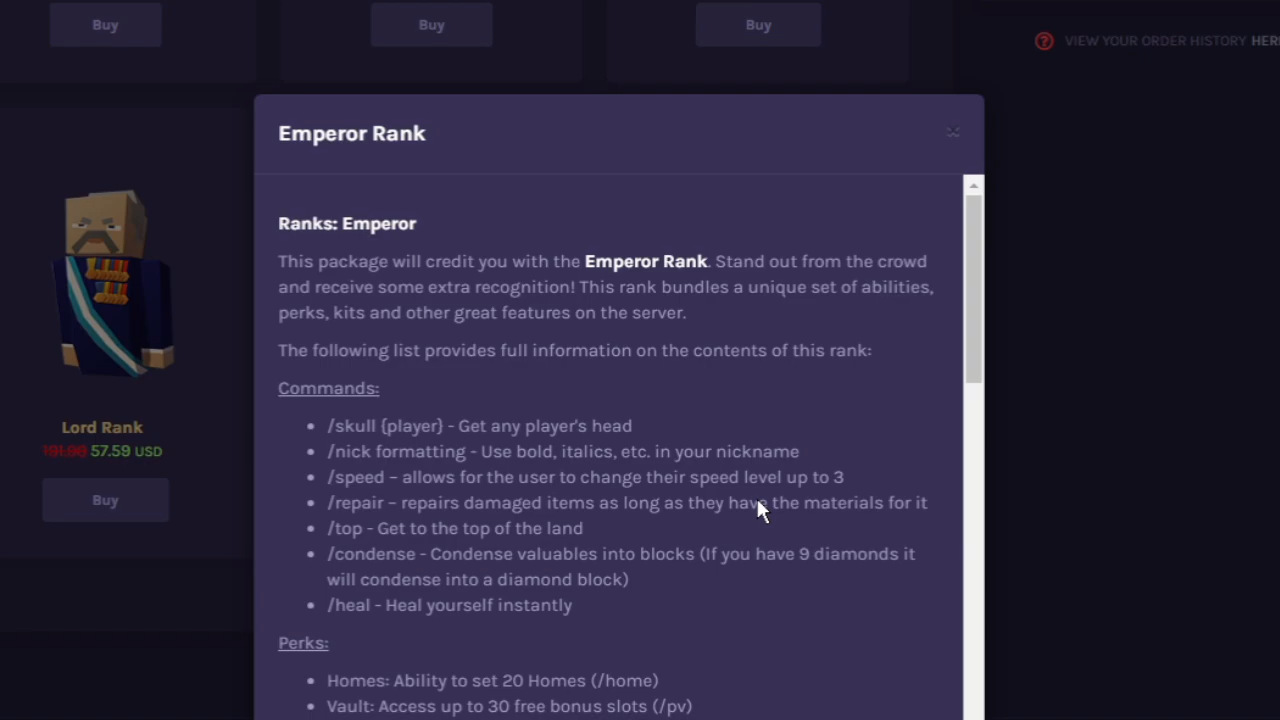 Buy Buy Buy
VIEW YOUR ORDER HISTORY HERE
Emperor Rank ×
Ranks: Emperor
This package will credit you with the Emperor Rank. Stand out from the crowd
and receive some extra recognition! This rank bundles a unique set of abilities,
perks, kits and other great features on the server.
The following list provides full information on the contents of this rank:
Commands:
• /skull {player} - Get any player's head
• /nick formatting - Use bold, italics, etc. in your nickname
• /speed – allows for the user to change their speed level up to 3
• /repair – repairs damaged items as long as they have the materials for it
• /top - Get to the top of the land
• /condense - Condense valuables into blocks (If you have 9 diamonds it
will condense into a diamond block)
• /heal - Heal yourself instantly
Perks:
• Homes: Ability to set 20 Homes (/home)
• Vault: Access up to 30 free bonus slots (/pv)
Lord Rank
57.59 USD
Buy